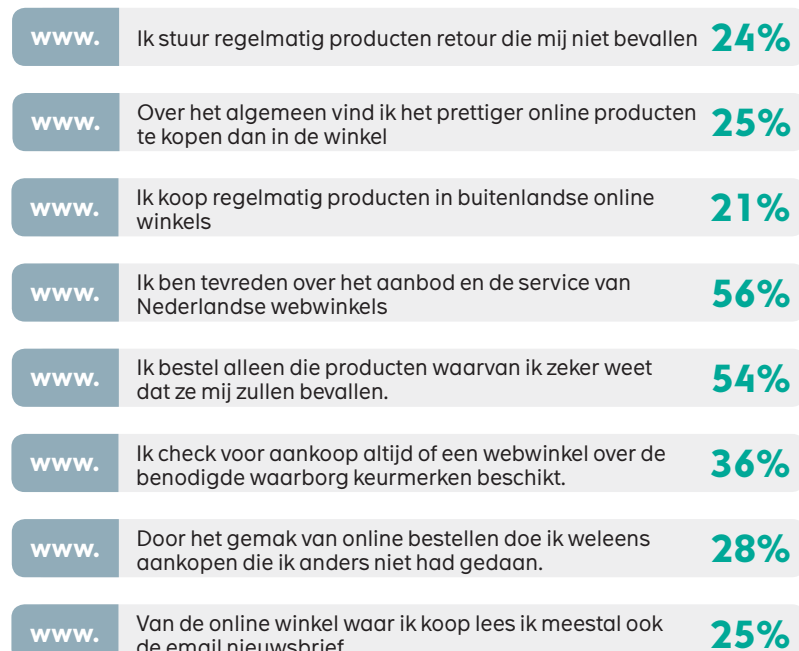 www. Ik stuur regelmatig producten retour die mij niet bevallen 24%
www. Over het algemeen vind ik het prettiger online producten
te kopen dan in de winkel 25%
www. Ik koop regelmatig producten in buitenlandse online
winkels 21%
www. Ik ben tevreden over het aanbod en de service van
Nederlandse webwinkels 56%
www. Ik bestel alleen die producten waarvan ik zeker weet
dat ze mij zullen bevallen. 54%
www. Ik check voor aankoop altijd of een webwinkel over de
benodigde waarborg keurmerken beschikt. 36%
www. Door het gemak van online bestellen doe ik weleens
aankopen die ik anders niet had gedaan. 28%
www. Van de online winkel waar ik koop lees ik meestal ook
de email nieuwsbrief 25%